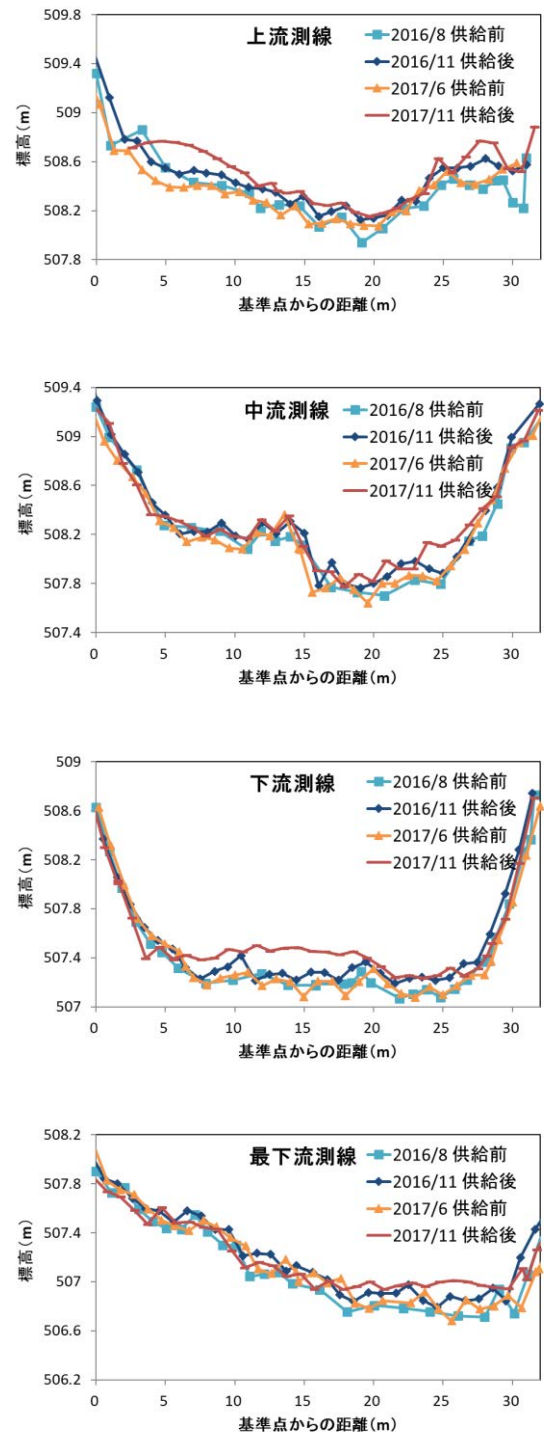 上流測線
2016/8 供給前
2016/11 供給後
2017/6 供給前
2017/11 供給後
509.8
509.4
509
508.6
508.2
507.8
標高(m)
0 5 10 15 20 25 30
基準点からの距離(m)
中流測線
2016/8 供給前
2016/11 供給後
2017/6 供給前
2017/11 供給後
509.4
509
508.6
508.2
507.8
507.4
標高(m)
0 5 10 15 20 25 30
基準点からの距離(m)
下流測線
2016/8 供給前
2016/11 供給後
2017/6 供給前
2017/11 供給後
509
508.6
508.2
507.8
507.4
507
標高(m)
0 5 10 15 20 25 30
基準点からの距離(m)
最下流測線
2016/8 供給前
2016/11 供給後
2017/6 供給前
2017/11 供給後
508.2
507.8
507.4
507
506.6
506.2
標高(m)
0 5 10 15 20 25 30
基準点からの距離(m)